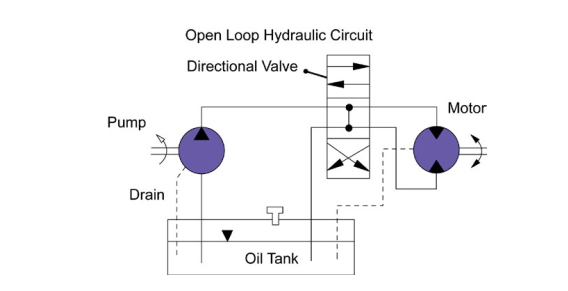 Open Loop Hydraulic Circuit
Directional Valve
Pump
Motor
Drain
Oil Tank